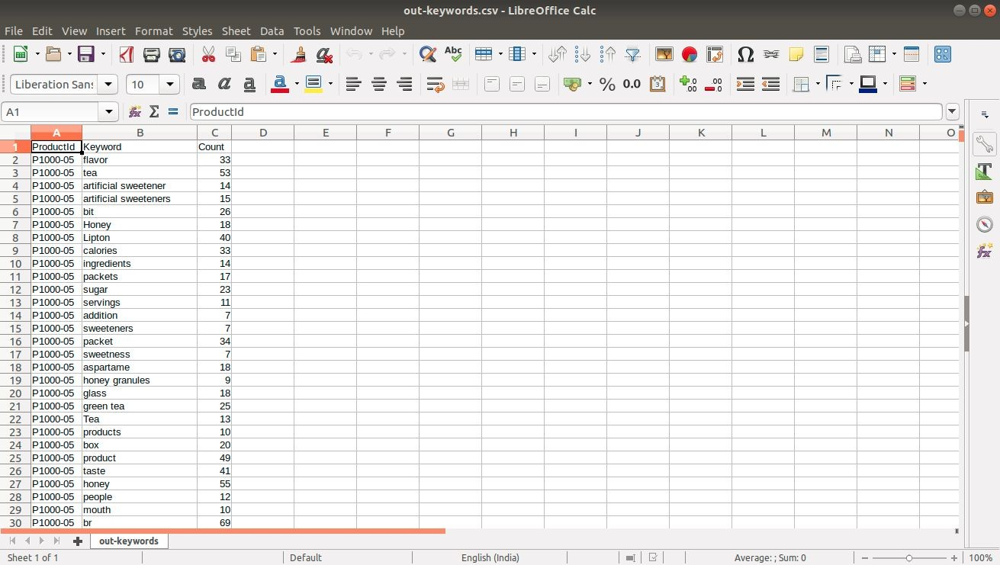 out-keywords.csv - LibreOffice Calc
File Edit View Insert Format Styles Sheet Data Tools Window Help
Abc
Liberation Sans 10 a a a a % 0.0 .00 .00
A1 fx Σ = ProductId
A B C D E F G H I J K L M N O
1 ProductId Keyword Count
2 P1000-05 flavor 33
3 P1000-05 tea 53
4 P1000-05 artificial sweetener 14
5 P1000-05 artificial sweeteners 15
6 P1000-05 bit 26
7 P1000-05 Honey 18
8 P1000-05 Lipton 40
9 P1000-05 calories 33
10 P1000-05 ingredients 14
11 P1000-05 packets 17
12 P1000-05 sugar 23
13 P1000-05 servings 11
14 P1000-05 addition 7
15 P1000-05 sweeteners 7
16 P1000-05 packet 34
17 P1000-05 sweetness 7
18 P1000-05 aspartame 18
19 P1000-05 honey granules 9
20 P1000-05 glass 18
21 P1000-05 green tea 25
22 P1000-05 Tea 13
23 P1000-05 products 10
24 P1000-05 box 20
25 P1000-05 product 49
26 P1000-05 taste 41
27 P1000-05 honey 55
28 P1000-05 people 12
29 P1000-05 mouth 10
30 P1000-05 br 69
out-keywords
Sheet 1 of 1 Default English (India) Average: ; Sum: 0 100%